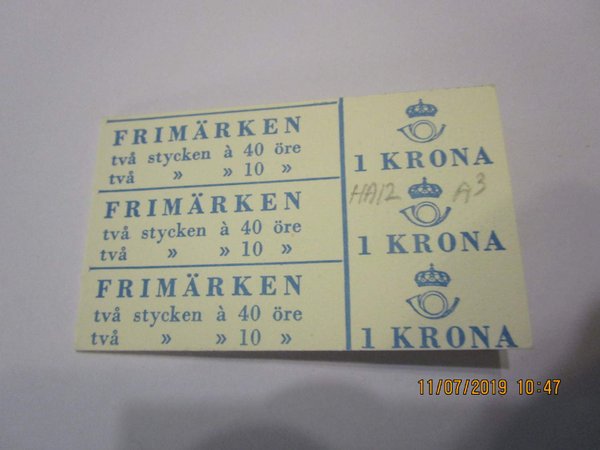 FRIMÄRKEN
två stycken à 40 öre
två » » 10 »
1 KRONA
HA12 A3
FRIMÄRKEN
två stycken à 40 öre
två » » 10 »
1 KRONA
FRIMÄRKEN
två stycken à 40 öre
två » » 10 »
1 KRONA
11/07/2019 10:47